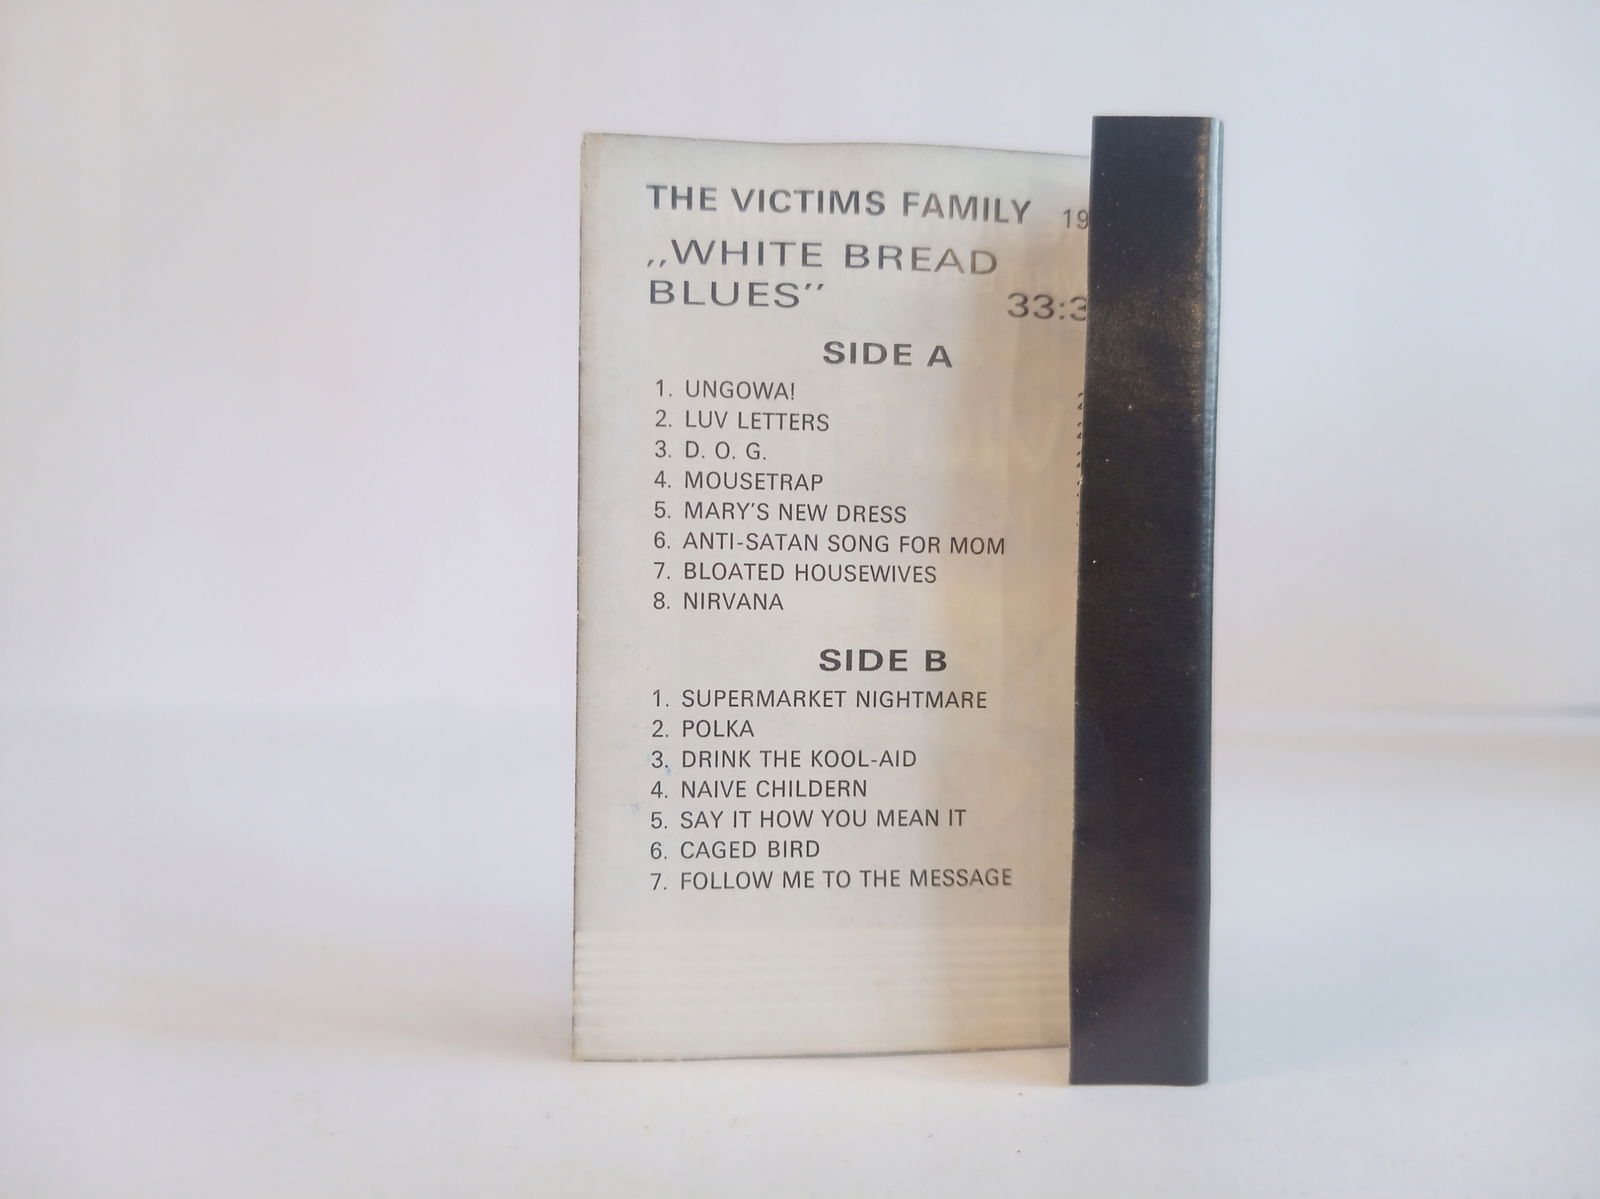 THE VICTIMS FAMILY 19
,,WHITE BREAD
BLUES” 33:3
SIDE A
1. UNGOWA!
2. LUV LETTERS
3. D. O. G.
4. MOUSETRAP
5. MARY'S NEW DRESS
6. ANTI-SATAN SONG FOR MOM
7. BLOATED HOUSEWIVES
8. NIRVANA
SIDE B
1. SUPERMARKET NIGHTMARE
2. POLKA
3. DRINK THE KOOL-AID
4. NAIVE CHILDERN
5. SAY IT HOW YOU MEAN IT
6. CAGED BIRD
7. FOLLOW ME TO THE MESSAGE